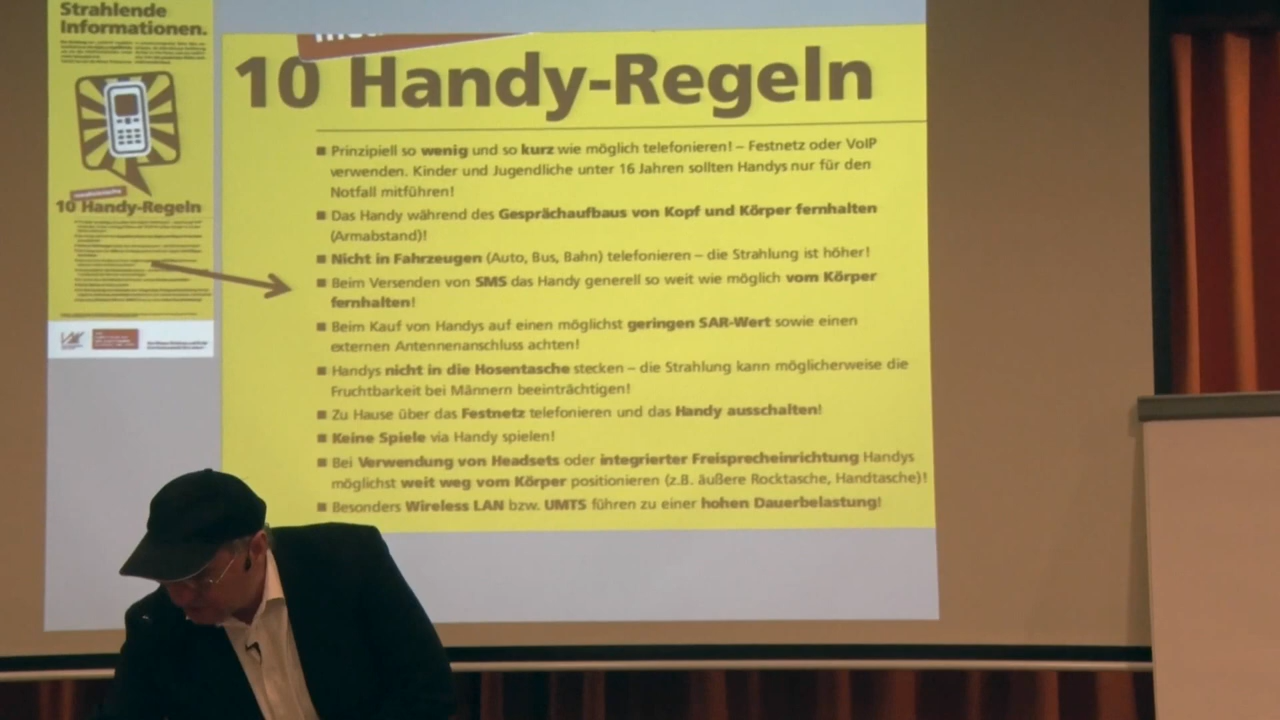 Strahlende
Informationen.
10 Handy-Regeln
10 Handy-Regeln
■ Prinzipiell so wenig und so kurz wie möglich telefonieren! – Festnetz oder VoIP
verwenden. Kinder und Jugendliche unter 16 Jahren sollten Handys nur für den
Notfall mitführen!
■ Das Handy während des Gesprächaufbaus von Kopf und Körper fernhalten
(Armabstand)!
■ Nicht in Fahrzeugen (Auto, Bus, Bahn) telefonieren – die Strahlung ist höher!
■ Beim Versenden von SMS das Handy generell so weit wie möglich vom Körper
fernhalten!
■ Beim Kauf von Handys auf einen möglichst geringen SAR-Wert sowie einen
externen Antennenanschluss achten!
■ Handys nicht in die Hosentasche stecken – die Strahlung kann möglicherweise die
Fruchtbarkeit bei Männern beeinträchtigen!
■ Zu Hause über das Festnetz telefonieren und das Handy ausschalten!
■ Keine Spiele via Handy spielen!
■ Bei Verwendung von Headsets oder integrierter Freisprecheinrichtung Handys
möglichst weit weg vom Körper positionieren (z.B. äußere Rocktasche, Handtasche)!
■ Besonders Wireless LAN bzw. UMTS führen zu einer hohen Dauerbelastung!